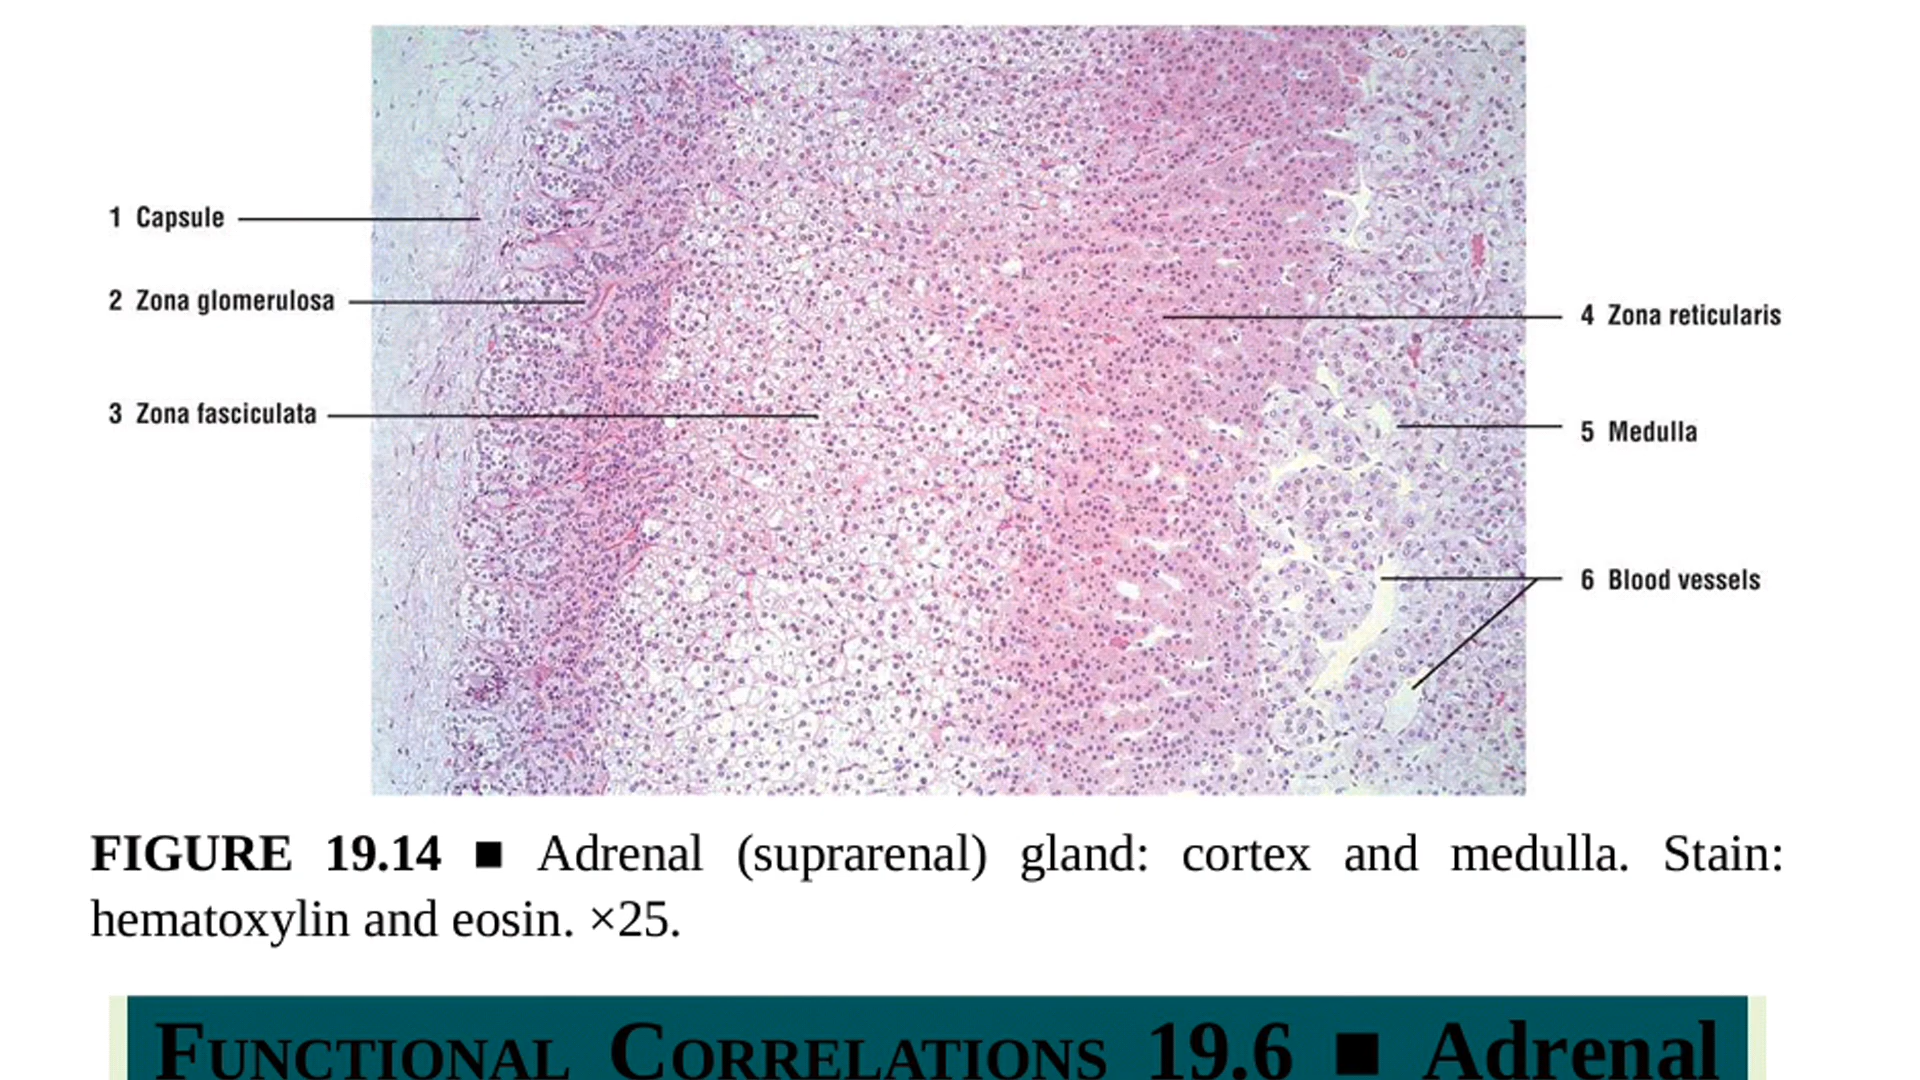 1 Capsule
2 Zona glomerulosa
3 Zona fasciculata
4 Zona reticularis
5 Medulla
6 Blood vessels
FIGURE 19.14 ■ Adrenal (suprarenal) gland: cortex and medulla. Stain:
hematoxylin and eosin. ×25.
FUNCTIONAL CORRELATIONS 19.6 ■ Adrenal